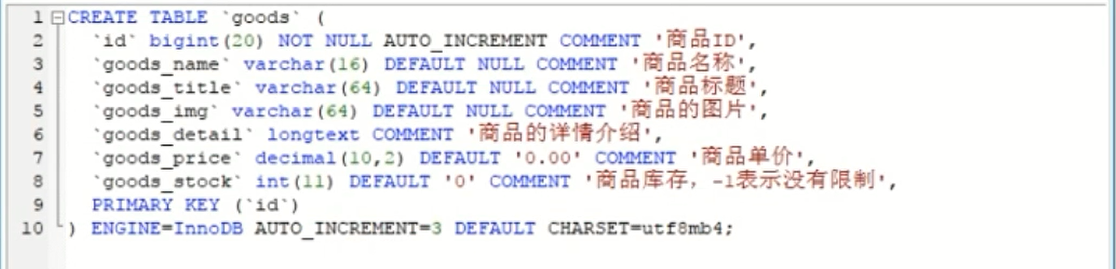 1 CREATE TABLE `goods` (
2 `id` bigint(20) NOT NULL AUTO_INCREMENT COMMENT '商品ID',
3 `goods_name` varchar(16) DEFAULT NULL COMMENT '商品名称',
4 `goods_title` varchar(64) DEFAULT NULL COMMENT '商品标题',
5 `goods_img` varchar(64) DEFAULT NULL COMMENT '商品的图片',
6 `goods_detail` longtext COMMENT '商品的详情介绍',
7 `goods_price` decimal(10,2) DEFAULT '0.00' COMMENT '商品单价',
8 `goods_stock` int(11) DEFAULT '0' COMMENT '商品库存，-1表示没有限制',
9 PRIMARY KEY (`id`)
10 ) ENGINE=InnoDB AUTO_INCREMENT=3 DEFAULT CHARSET=utf8mb4;